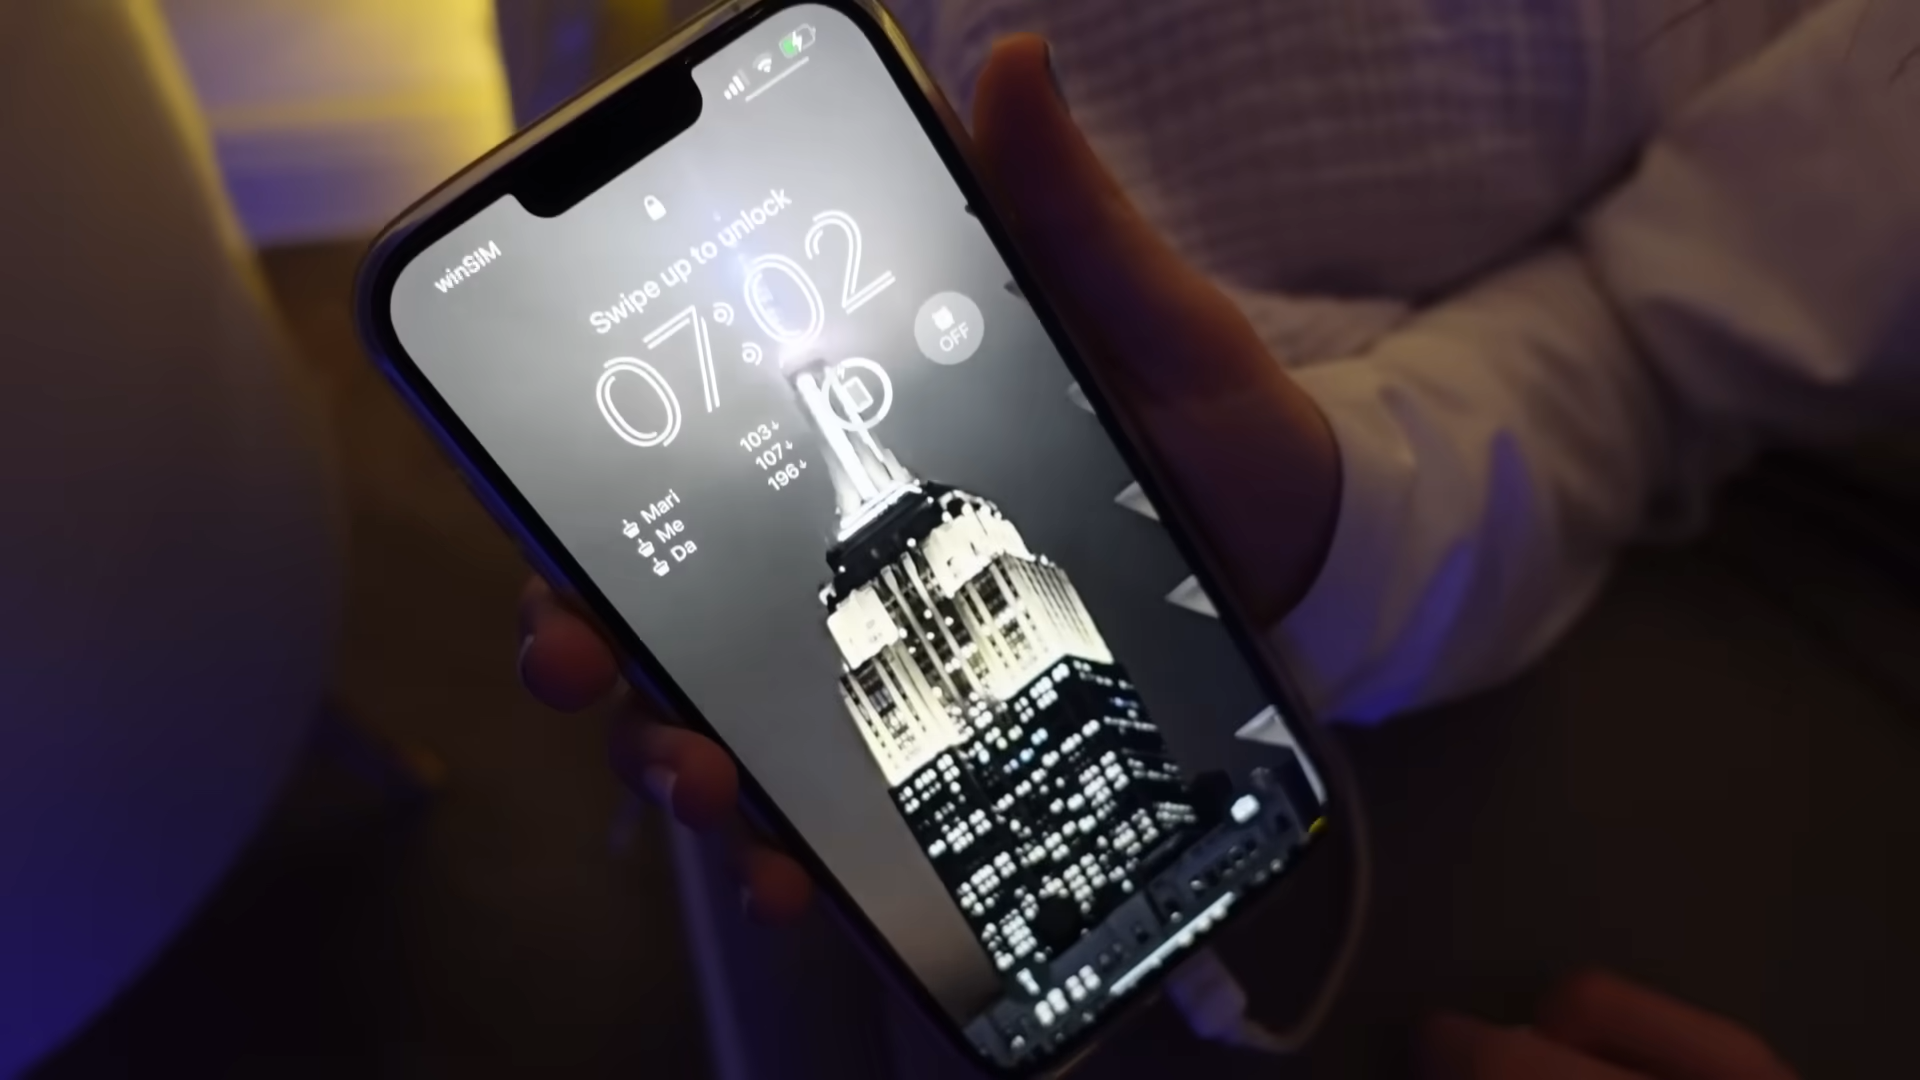 winSIM
Swipe up to unlock
07:02
OFF
Mari 103↓
Me 107↓
Da 196↓